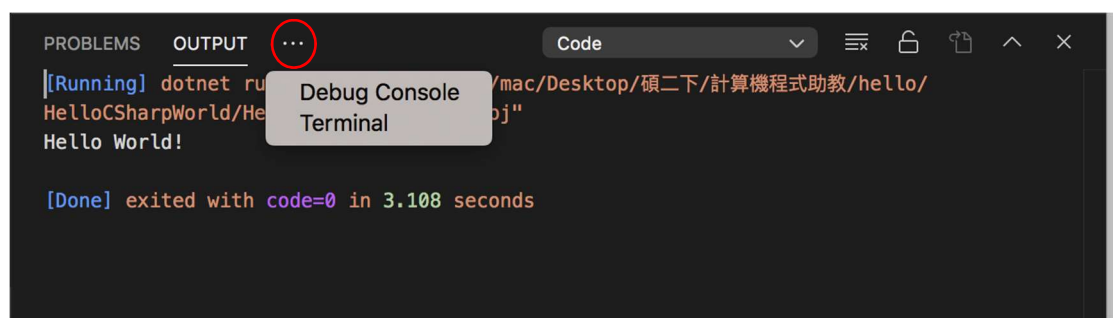 PROBLEMS OUTPUT ··· Code
[Running] dotnet ru /mac/Desktop/碩二下/計算機程式助教/hello/
Debug Console
HelloCSharpWorld/He oj"
Terminal
Hello World!
[Done] exited with code=0 in 3.108 seconds